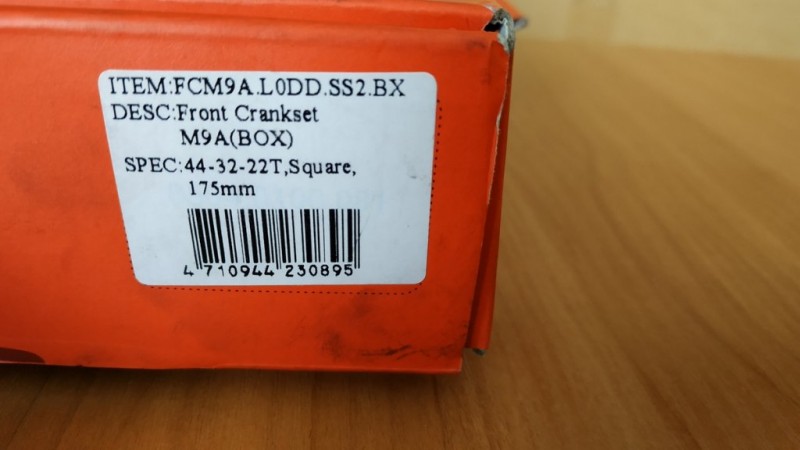 ITEM:FCM9A.L0DD.SS2.BX
DESC:Front Crankset
M9A(BOX)
SPEC:44-32-22T,Square,
175mm
4 710944 230895